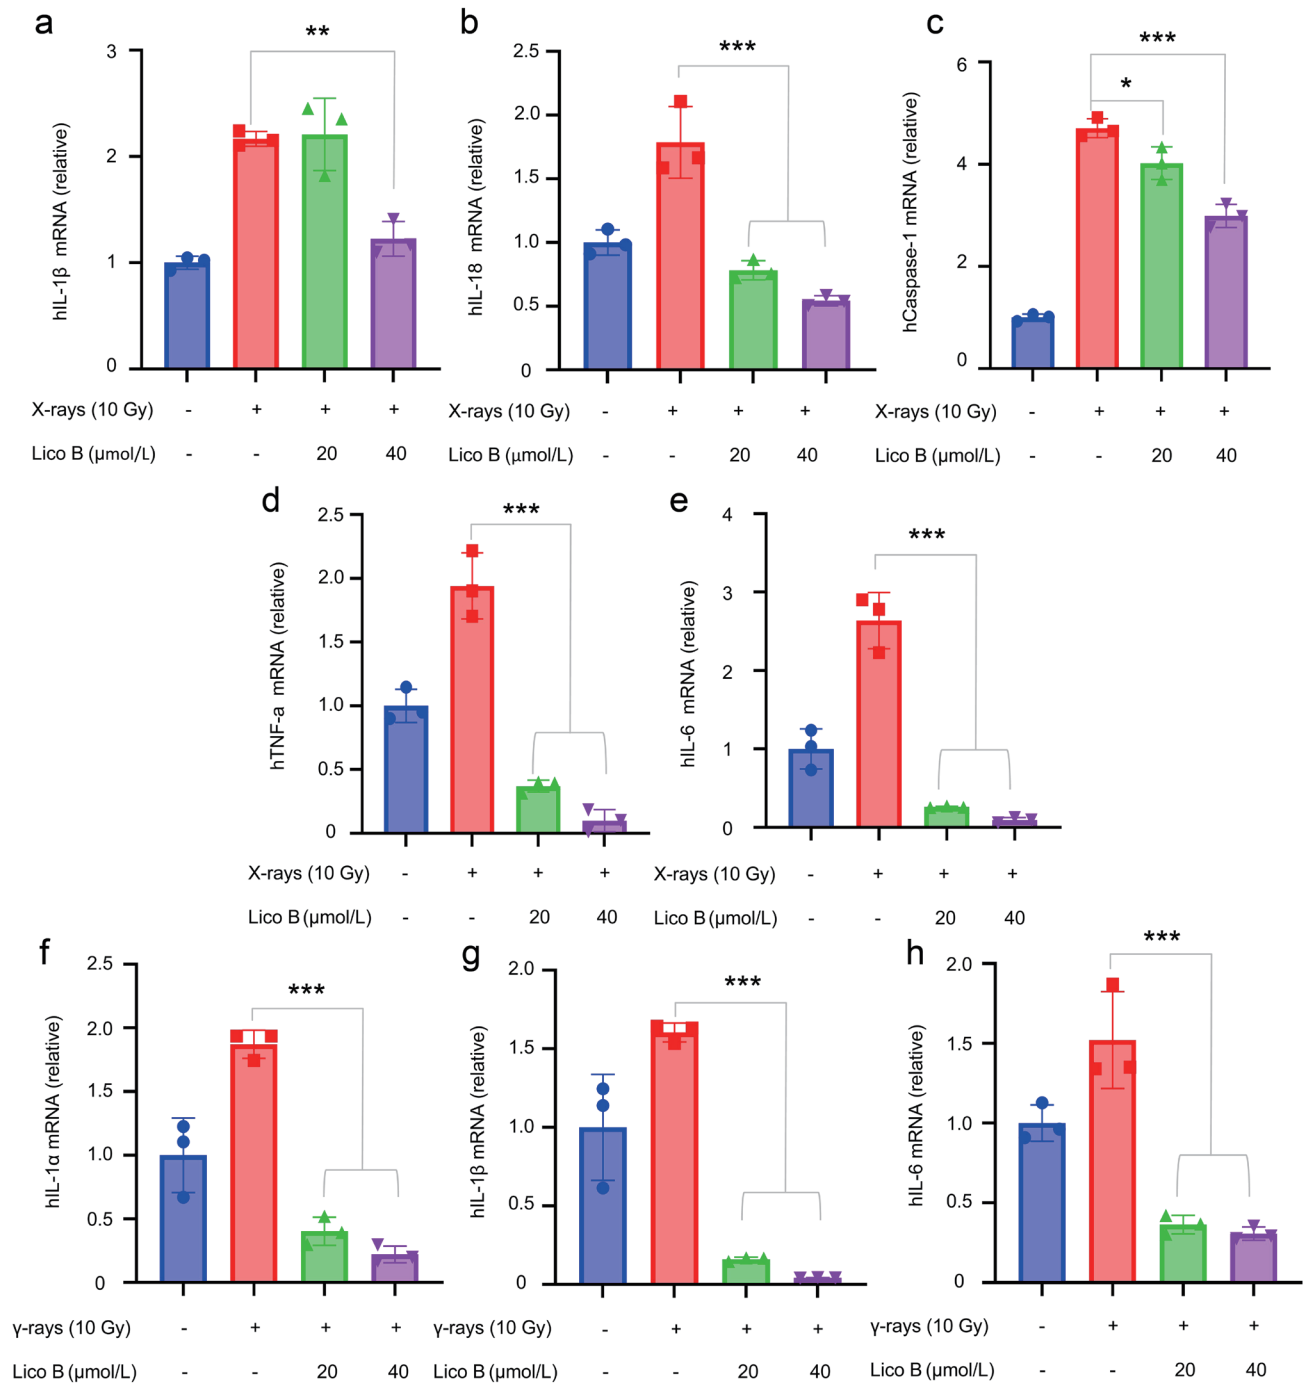 a
**
3
2
1
0
hIL-1β mRNA (relative)
X-rays (10 Gy) - + + +
Lico B (μmol/L) - - 20 40
b
***
2.5
2.0
1.5
1.0
0.5
0
hIL-18 mRNA (relative)
X-rays (10 Gy) - + + +
Lico B (μmol/L) - - 20 40
c
***
*
6
4
2
0
hCaspase-1 mRNA (relative)
X-rays (10 Gy) - + + +
Lico B (μmol/L) - - 20 40
d
***
2.5
2.0
1.5
1.0
0.5
0
hTNF-a mRNA (relative)
X-rays (10 Gy) - + + +
Lico B (μmol/L) - - 20 40
e
***
4
3
2
1
0
hIL-6 mRNA (relative)
X-rays (10 Gy) - + + +
Lico B (μmol/L) - - 20 40
f
***
2.5
2.0
1.5
1.0
0.5
0
hIL-1α mRNA (relative)
γ-rays (10 Gy) - + + +
Lico B (μmol/L) - - 20 40
g
***
2.0
1.5
1.0
0.5
0
hIL-1β mRNA (relative)
γ-rays (10 Gy) - + + +
Lico B (μmol/L) - - 20 40
h
***
2.0
1.5
1.0
0.5
0
hIL-6 mRNA (relative)
γ-rays (10 Gy) - + + +
Lico B (μmol/L) - - 20 40